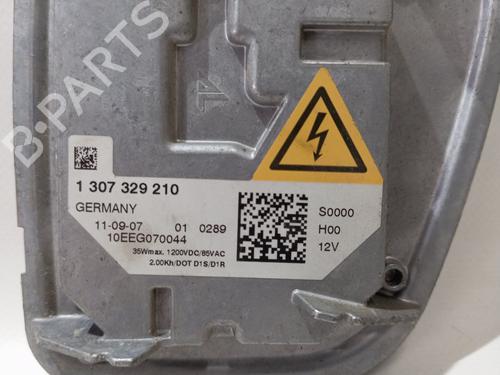 B-PARTS
1 307 329 210
GERMANY
11-09-07 01 0289
10EEG070044
35Wmax. 1200VDC/85VAC
2.00Kh/DOT D1S/D1R
S0000
H00
12V